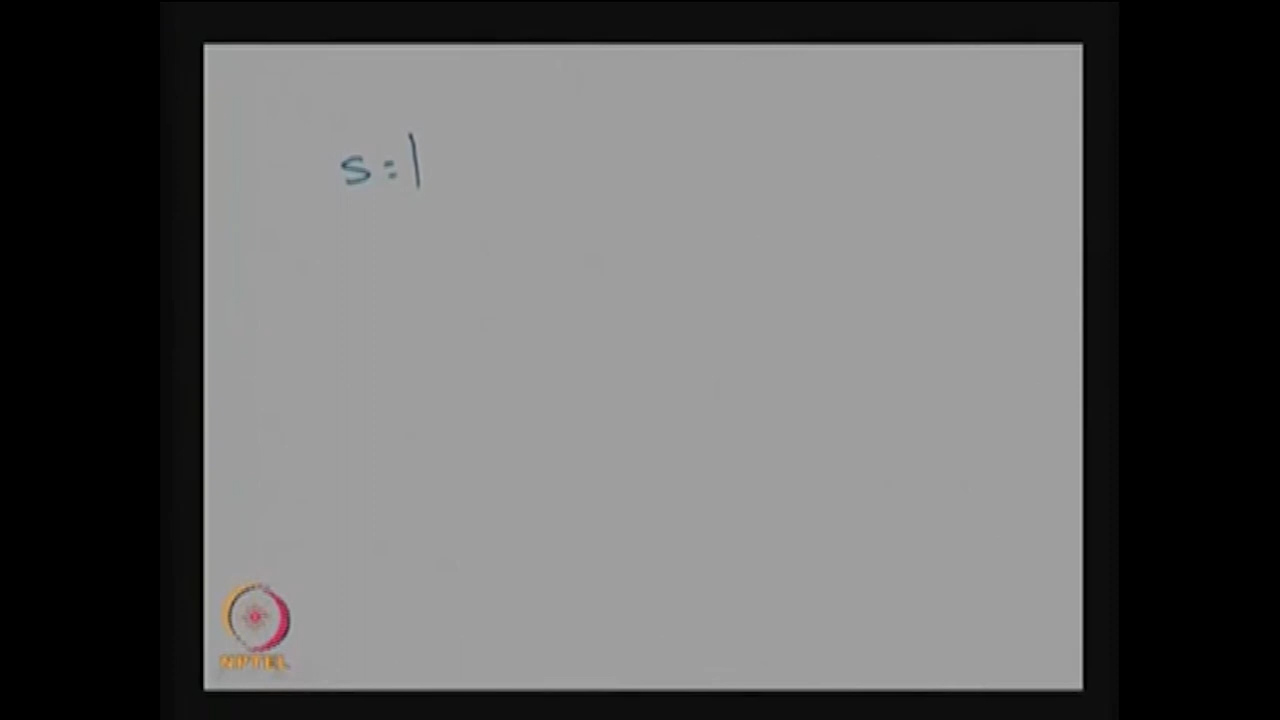 s = |
NPTEL